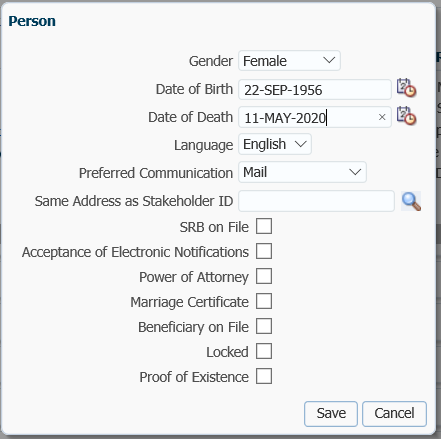 Person
Gender Female
Date of Birth 22-SEP-1956
Date of Death 11-MAY-2020 ×
Language English
Preferred Communication Mail
Same Address as Stakeholder ID
SRB on File
Acceptance of Electronic Notifications
Power of Attorney
Marriage Certificate
Beneficiary on File
Locked
Proof of Existence
Save Cancel